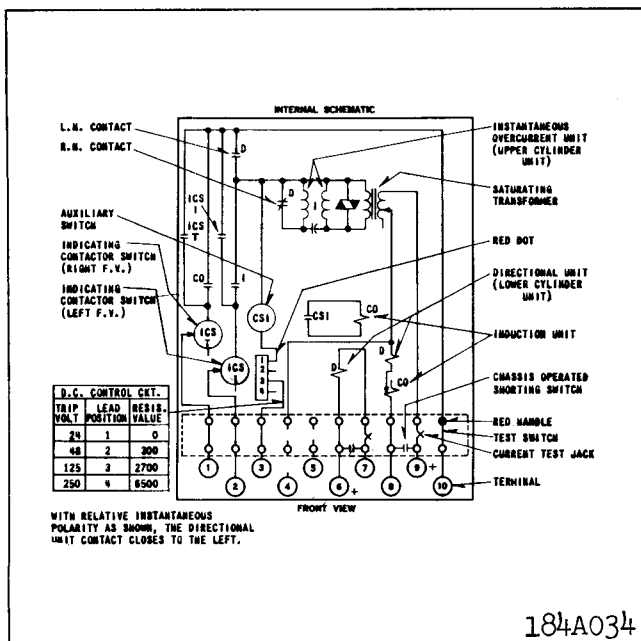 INTERNAL SCHEMATIC
L.H. CONTACT
R.H. CONTACT
AUXILIARY
SWITCH
INDICATING
CONTACTOR SWITCH
(RIGHT F.V.)
INDICATING
CONTACTOR SWITCH
(LEFT F.V.)
D
D
I
ICS
I
ICS
T
CO
I
ICS
T
ICS
I
CSI
1
2
3
4
CSI
CO
D
D
CO
INSTANTANEOUS
OVERCURRENT UNIT
(UPPER CYLINDER
UNIT)
SATURATING
TRANSFORMER
RED DOT
DIRECTIONAL UNIT
(LOWER CYLINDER
UNIT)
INDUCTION UNIT
CHASSIS OPERATED
SHORTING SWITCH
RED HANDLE
TEST SWITCH
CURRENT TEST JACK
TERMINAL
D.C. CONTROL CKT.
TRIP VOLT LEAD POSITION RESIS. VALUE
24 1 0
48 2 300
125 3 2700
250 4 6500
1 2 3 4 5 6 + 7 8 9 + 10
FRONT VIEW
WITH RELATIVE INSTANTANEOUS
POLARITY AS SHOWN, THE DIRECTIONAL
UNIT CONTACT CLOSES TO THE LEFT.
184A034